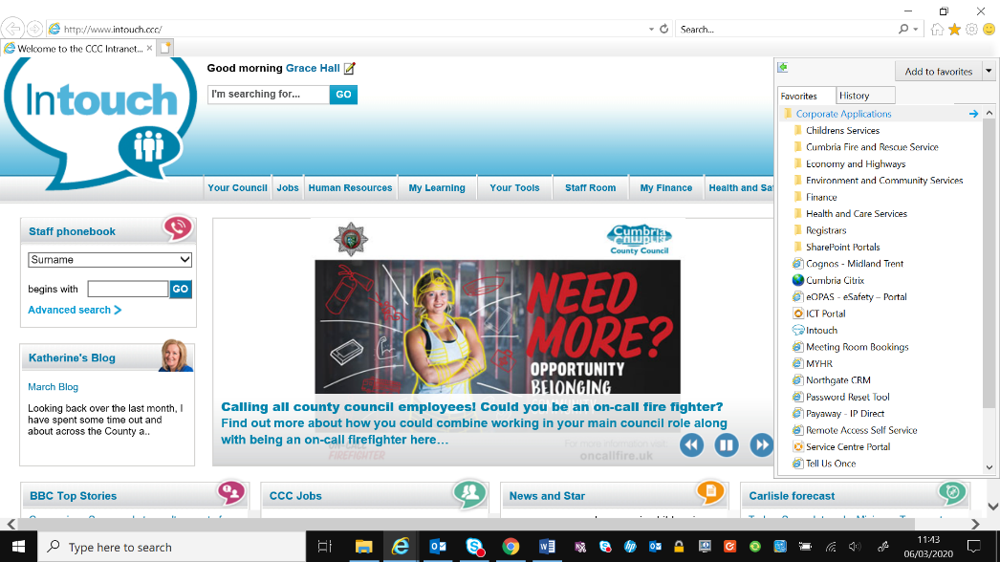 http://www.intouch.ccc/
Search...
Welcome to the CCC Intranet...
Intouch
Good morning Grace Hall
I'm searching for...
GO
Your Council
Jobs
Human Resources
My Learning
Your Tools
Staff Room
My Finance
Health and Saf
Add to favorites
Favorites
History
Corporate Applications
Childrens Services
Cumbria Fire and Rescue Service
Economy and Highways
Environment and Community Services
Finance
Health and Care Services
Registrars
SharePoint Portals
Cognos - Midland Trent
Cumbria Citrix
eOPAS - eSafety – Portal
ICT Portal
Intouch
Meeting Room Bookings
MYHR
Northgate CRM
Password Reset Tool
Payaway - IP Direct
Remote Access Self Service
Service Centre Portal
Tell Us Once
Staff phonebook
Surname
begins with
GO
Advanced search
Katherine's Blog
March Blog
Looking back over the last month, I
have spent some time out and
about across the County a..
Cumbria
County Council
NEED
MORE?
OPPORTUNITY
BELONGING
Calling all county council employees! Could you be an on-call fire fighter?
Find out more about how you could combine working in your main council role along
with being an on-call firefighter here...
ON-CALL
FIREFIGHTER
For more information visit
oncallfire.uk
BBC Top Stories
CCC Jobs
News and Star
Carlisle forecast
Type here to search
11:43
06/03/2020